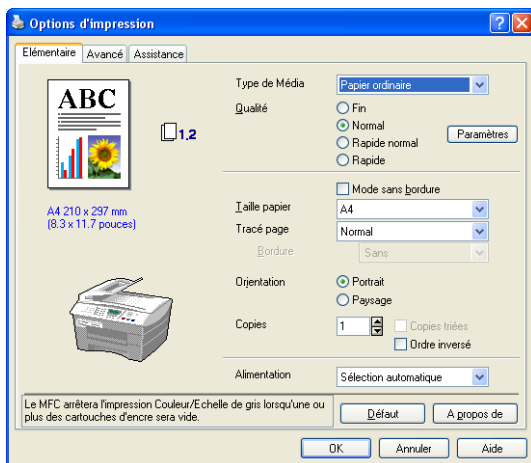 Options d'impression
Elémentaire Avancé Assistance
ABC
1.2
A4 210 x 297 mm
(8.3 x 11.7 pouces)
Type de Média Papier ordinaire
Qualité Fin
Normal
Rapide normal
Rapide
Paramètres
Mode sans bordure
Taille papier A4
Tracé page Normal
Bordure Sans
Orientation Portrait
Paysage
Copies 1 Copies triées
Ordre inversé
Alimentation Sélection automatique
Le MFC arrêtera l'impression Couleur/Echelle de gris lorsqu'une ou
plus des cartouches d'encre sera vide.
Défaut A propos de
OK Annuler Aide